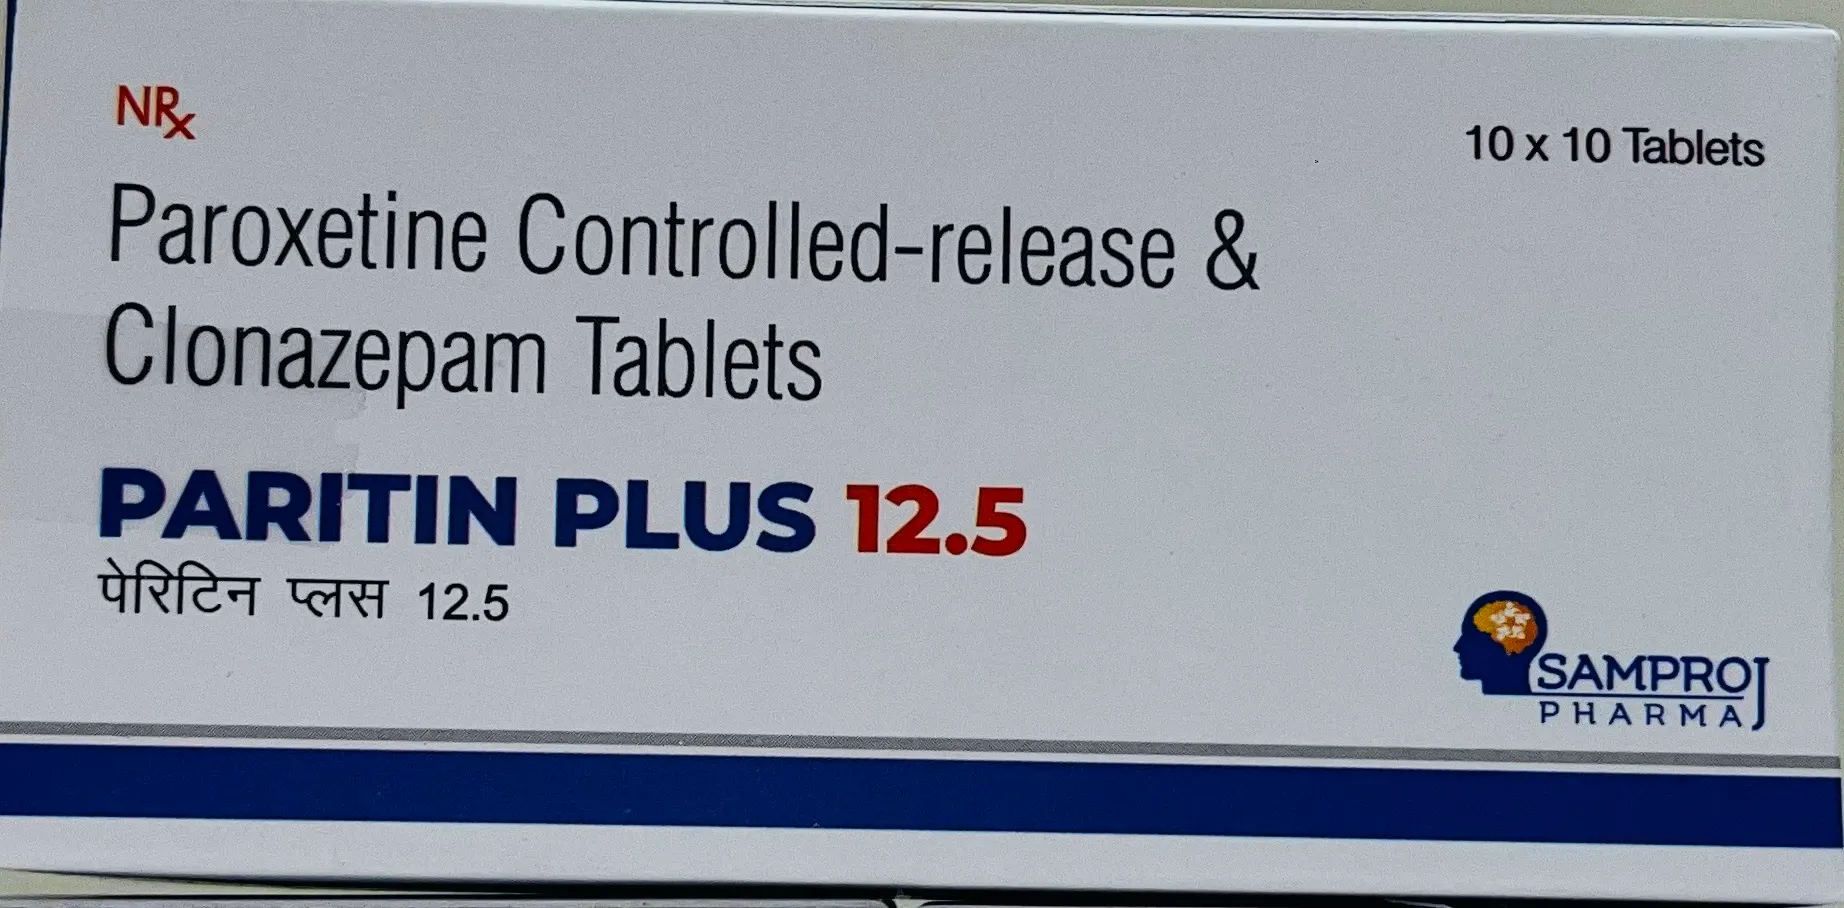 NRx
10 x 10 Tablets
Paroxetine Controlled-release &
Clonazepam Tablets
PARITIN PLUS 12.5
पेरिटिन प्लस 12.5
SAMPROJ
PHARMA